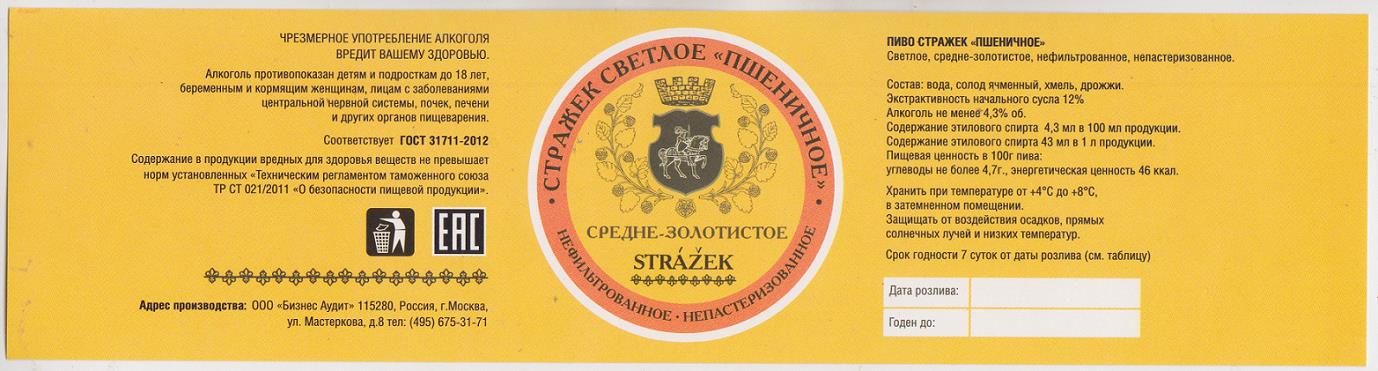 ЧРЕЗМЕРНОЕ УПОТРЕБЛЕНИЕ АЛКОГОЛЯ
ВРЕДИТ ВАШЕМУ ЗДОРОВЬЮ.
Алкоголь противопоказан детям и подросткам до 18 лет,
беременным и кормящим женщинам, лицам с заболеваниями
центральной нервной системы, почек, печени
и других органов пищеварения.
Соответствует ГОСТ 31711-2012
Содержание в продукции вредных для здоровья веществ не превышает
норм установленных «Техническим регламентом таможенного союза
ТР СТ 021/2011 «О безопасности пищевой продукции».
EAC
Адрес производства: ООО «Бизнес Аудит» 115280, Россия, г.Москва,
ул. Мастеркова, д.8 тел: (495) 675-31-71
• СТРАЖЕК СВЕТЛОЕ «ПШЕНИЧНОЕ» •
СРЕДНЕ-ЗОЛОТИСТОЕ
STRÁŽEK
НЕФИЛЬТРОВАННОЕ • НЕПАСТЕРИЗОВАННОЕ
ПИВО СТРАЖЕК «ПШЕНИЧНОЕ»
Светлое, средне-золотистое, нефильтрованное, непастеризованное.
Состав: вода, солод ячменный, хмель, дрожжи.
Экстрактивность начального сусла 12%
Алкоголь не менее 4,3% об.
Содержание этилового спирта 4,3 мл в 100 мл продукции.
Содержание этилового спирта 43 мл в 1 л продукции.
Пищевая ценность в 100г пива:
углеводы не более 4,7г., энергетическая ценность 46 ккал.
Хранить при температуре от +4°С до +8°С,
в затемненном помещении.
Защищать от воздействия осадков, прямых
солнечных лучей и низких температур.
Срок годности 7 суток от даты розлива (см. таблицу)
Дата розлива:
Годен до: